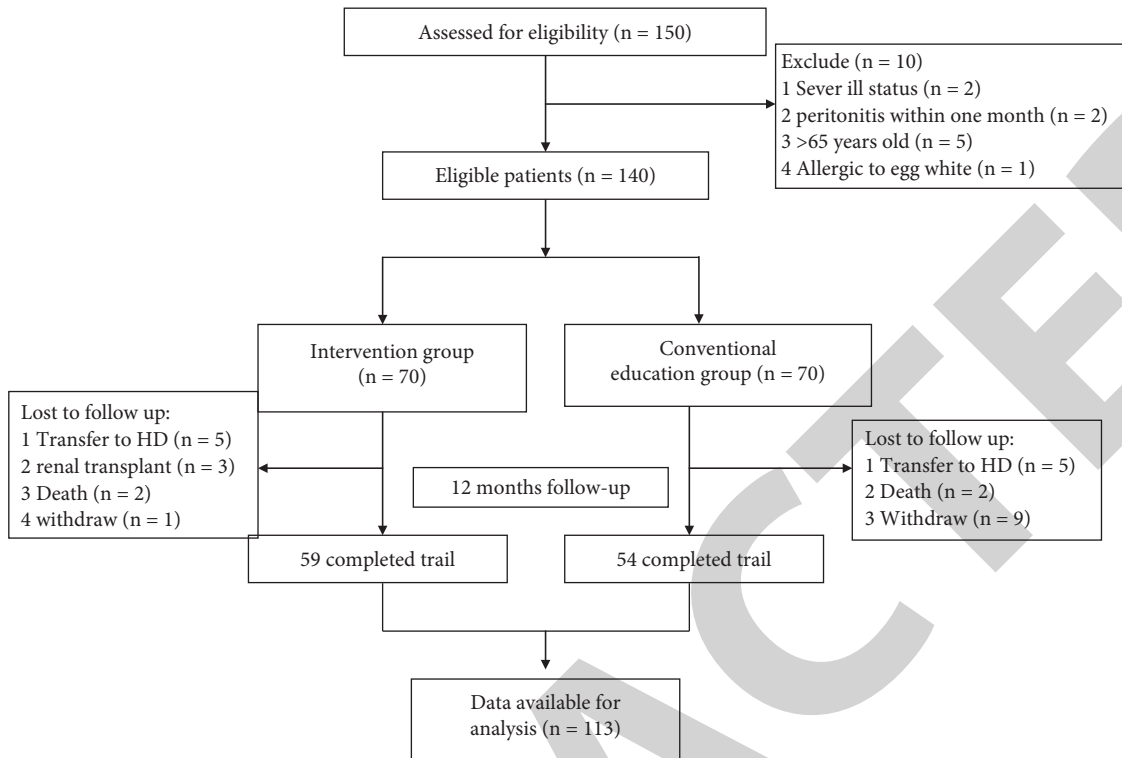 Assessed for eligibility (n = 150)
Exclude (n = 10)
1 Sever ill status (n = 2)
2 peritonitis within one month (n = 2)
3 >65 years old (n = 5)
4 Allergic to egg white (n = 1)
Eligible patients (n = 140)
Intervention group
(n = 70)
Conventional
education group (n = 70)
Lost to follow up:
1 Transfer to HD (n = 5)
2 renal transplant (n = 3)
3 Death (n = 2)
4 withdraw (n = 1)
12 months follow-up
Lost to follow up:
1 Transfer to HD (n = 5)
2 Death (n = 2)
3 Withdraw (n = 9)
59 completed trail
54 completed trail
Data available for
analysis (n = 113)
ACTE